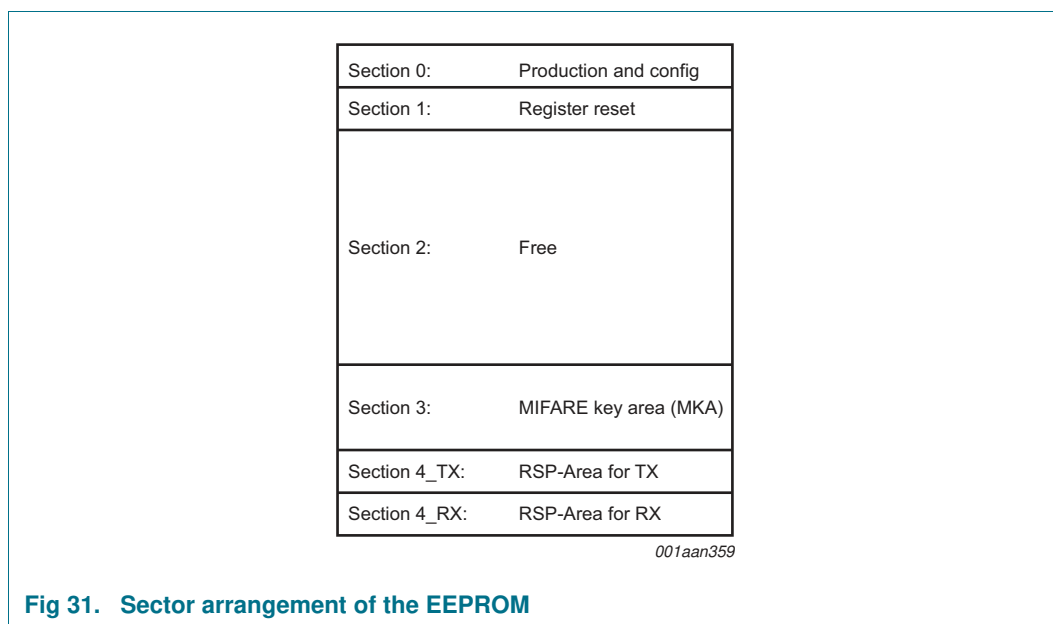 Section 0: Production and config
Section 1: Register reset
Section 2: Free
Section 3: MIFARE key area (MKA)
Section 4_TX: RSP-Area for TX
Section 4_RX: RSP-Area for RX
001aan359
Fig 31. Sector arrangement of the EEPROM